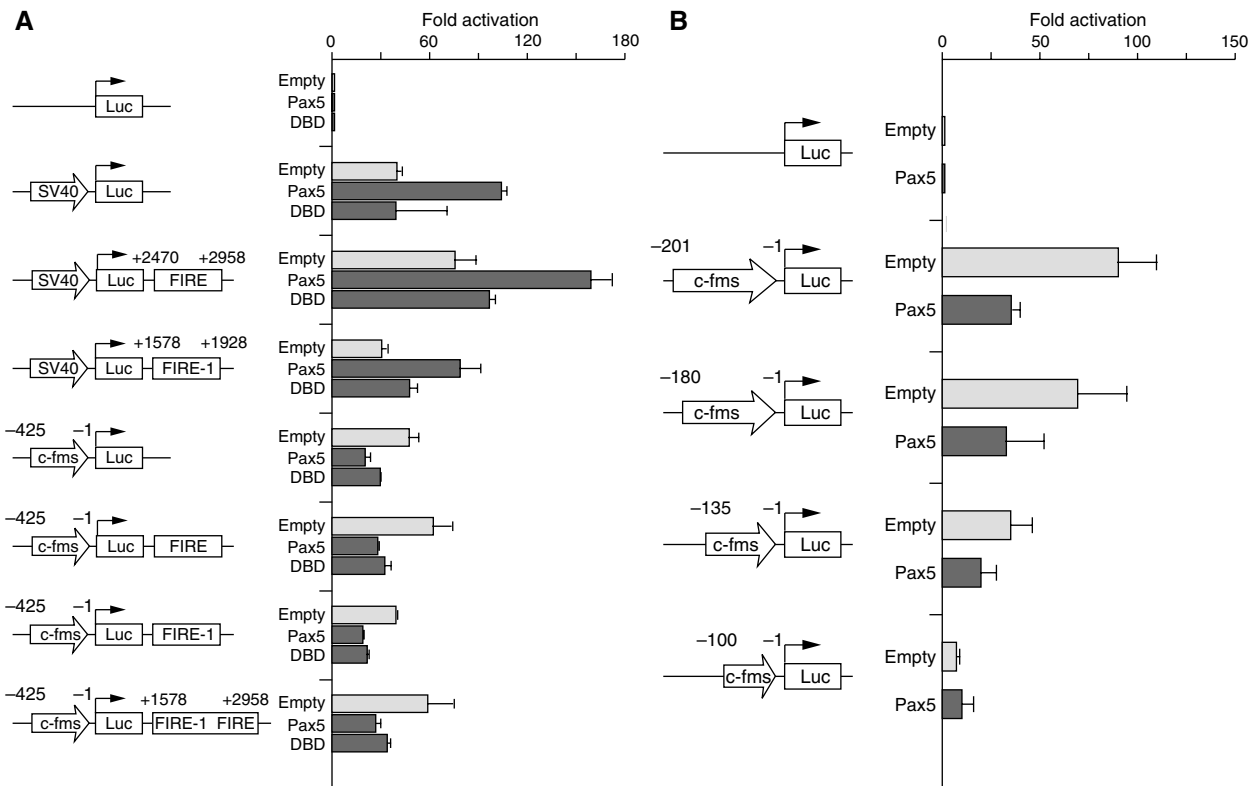 A
Fold activation
0 60 120 180
Luc
Empty
Pax5
DBD
SV40 Luc
Empty
Pax5
DBD
+2470 +2958
SV40 Luc FIRE
Empty
Pax5
DBD
+1578 +1928
SV40 Luc FIRE-1
Empty
Pax5
DBD
−425 −1
c-fms Luc
Empty
Pax5
DBD
−425 −1
c-fms Luc FIRE
Empty
Pax5
DBD
−425 −1
c-fms Luc FIRE-1
Empty
Pax5
DBD
−425 −1 +1578 +2958
c-fms Luc FIRE-1 FIRE
Empty
Pax5
DBD
B
Fold activation
0 50 100 150
Luc
Empty
Pax5
−201 −1
c-fms Luc
Empty
Pax5
−180 −1
c-fms Luc
Empty
Pax5
−135 −1
c-fms Luc
Empty
Pax5
−100 −1
c-fms Luc
Empty
Pax5